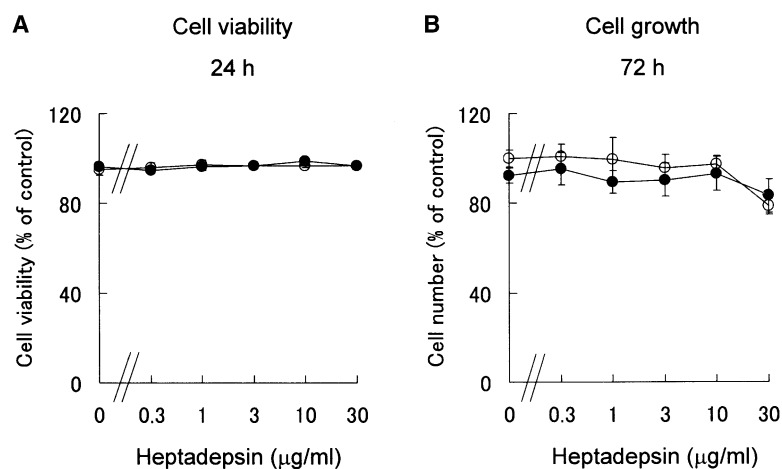 A
Cell viability
24 h
Cell viability (% of control)
120
80
40
0
0 0.3 1 3 10 30
Heptadepsin (μg/ml)
B
Cell growth
72 h
Cell number (% of control)
120
80
40
0
0 0.3 1 3 10 30
Heptadepsin (μg/ml)